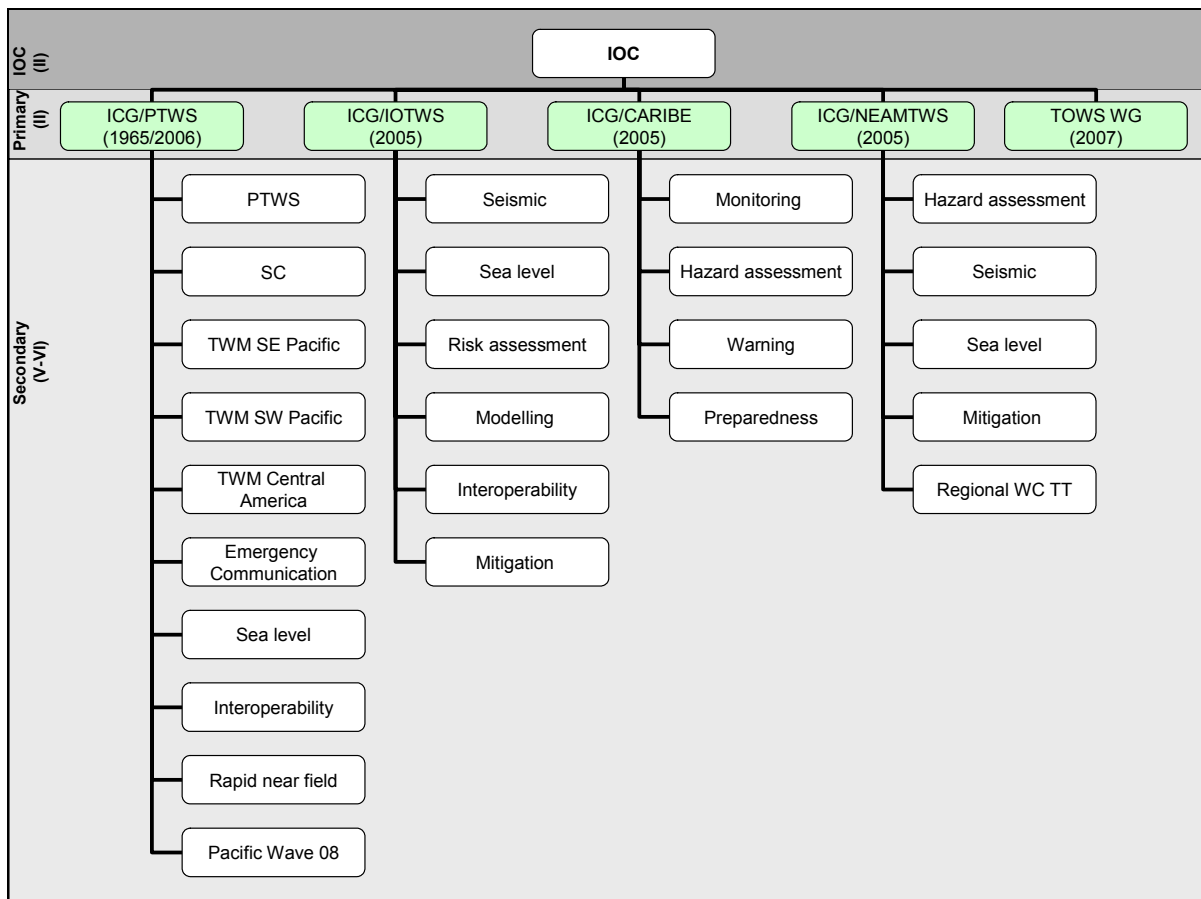 IOC
(II)
IOC
Primary
(II)
ICG/PTWS
(1965/2006)
ICG/IOTWS
(2005)
ICG/CARIBE
(2005)
ICG/NEAMTWS
(2005)
TOWS WG
(2007)
Secondary
(V-VI)
PTWS
SC
TWM SE Pacific
TWM SW Pacific
TWM Central
America
Emergency
Communication
Sea level
Interoperability
Rapid near field
Pacific Wave 08
Seismic
Sea level
Risk assessment
Modelling
Interoperability
Mitigation
Monitoring
Hazard assessment
Warning
Preparedness
Hazard assessment
Seismic
Sea level
Mitigation
Regional WC TT